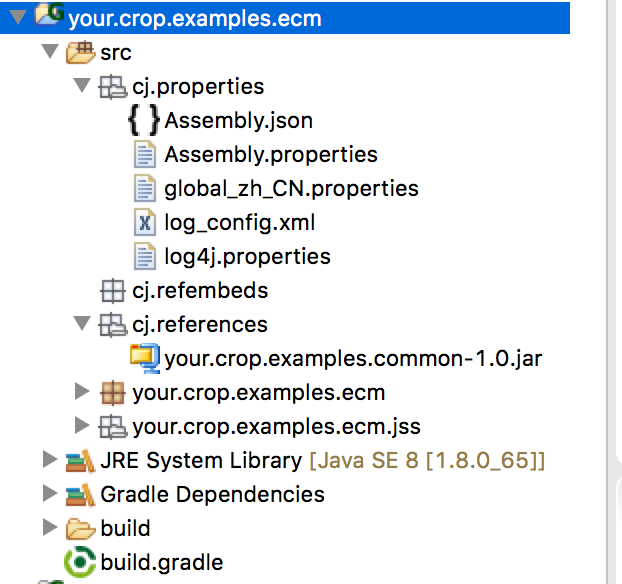 your.crop.examples.ecm
src
cj.properties
Assembly.json
Assembly.properties
global_zh_CN.properties
log_config.xml
log4j.properties
cj.refembeds
cj.references
your.crop.examples.common-1.0.jar
your.crop.examples.ecm
your.crop.examples.ecm.jss
JRE System Library [Java SE 8 [1.8.0_65]]
Gradle Dependencies
build
build.gradle